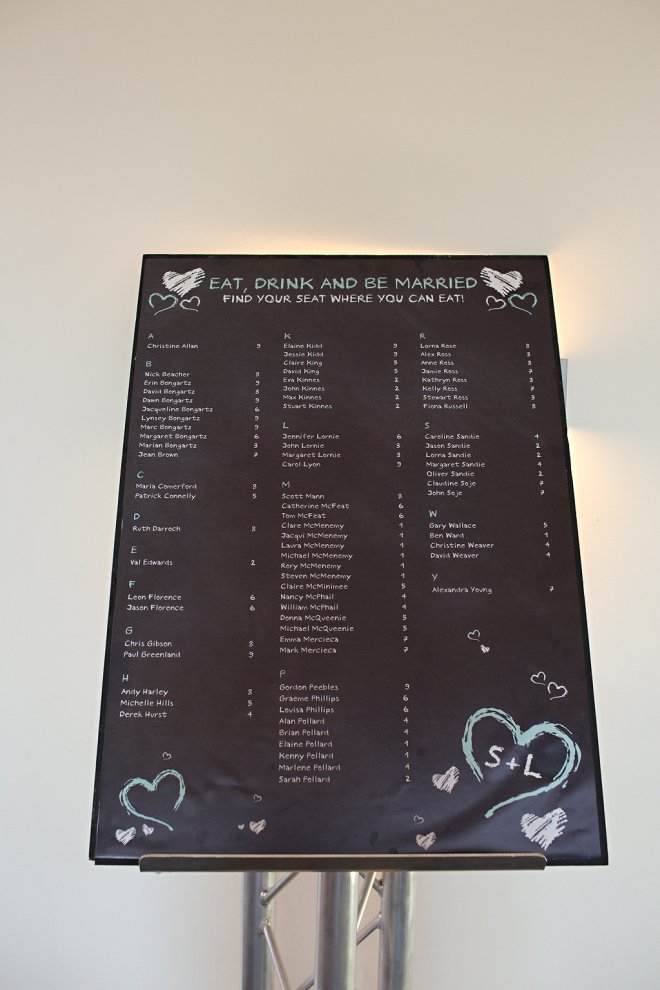 EAT, DRINK AND BE MARRIED
FIND YOUR SEAT WHERE YOU CAN EAT!
A
Christine Allan 9
B
Nick Beacher 8
Erin Bongartz 9
David Bongartz 3
Dawn Bongartz 9
Jacqueline Bongartz 6
Lynsey Bongartz 9
Marc Bongartz 9
Margaret Bongartz 6
Marian Bongartz 3
Jean Brown 7
C
Maria Comerford 8
Patrick Connelly 5
D
Ruth Darroch 8
E
Val Edwards 2
F
Leon Florence 6
Jason Florence 6
G
Chris Gibson 8
Paul Greenland 9
H
Andy Harley 8
Michelle Hills 5
Derek Hurst 4
K
Elaine Kidd 9
Jessie Kidd 9
Claire King 5
David King 5
Eva Kinnes 2
John Kinnes 2
Max Kinnes 2
Stuart Kinnes 2
L
Jennifer Lornie 6
John Lornie 3
Margaret Lornie 3
Carol Lyon 9
M
Scott Mann 8
Catherine McFeat 6
Tom McFeat 6
Clare McMenemy 1
Jacqui McMenemy 1
Laura McMenemy 1
Michael McMenemy 1
Rory McMenemy 1
Steven McMenemy 1
Claire McMinimee 5
Nancy McPhail 4
William McPhail 4
Donna McQueenie 5
Michael McQueenie 5
Emma Mercieca 7
Mark Mercieca 7
P
Gordon Peebles 9
Graeme Phillips 6
Louisa Phillips 6
Alan Pollard 4
Brian Pollard 4
Elaine Pollard 1
Kenny Pollard 1
Marlene Pollard 4
Sarah Pollard 2
R
Lorna Rose 8
Alex Ross 3
Anne Ross 3
Jamie Ross 7
Kathryn Ross 3
Kelly Ross 7
Stewart Ross 3
Fiona Russell 8
S
Caroline Sandie 4
Jason Sandie 2
Lorna Sandie 2
Margaret Sandie 4
Oliver Sandie 2
Claudine Soje 7
John Soje 7
W
Gary Wallace 5
Ben Ward 1
Christine Weaver 4
David Weaver 4
Y
Alexandra Young 7
S + L